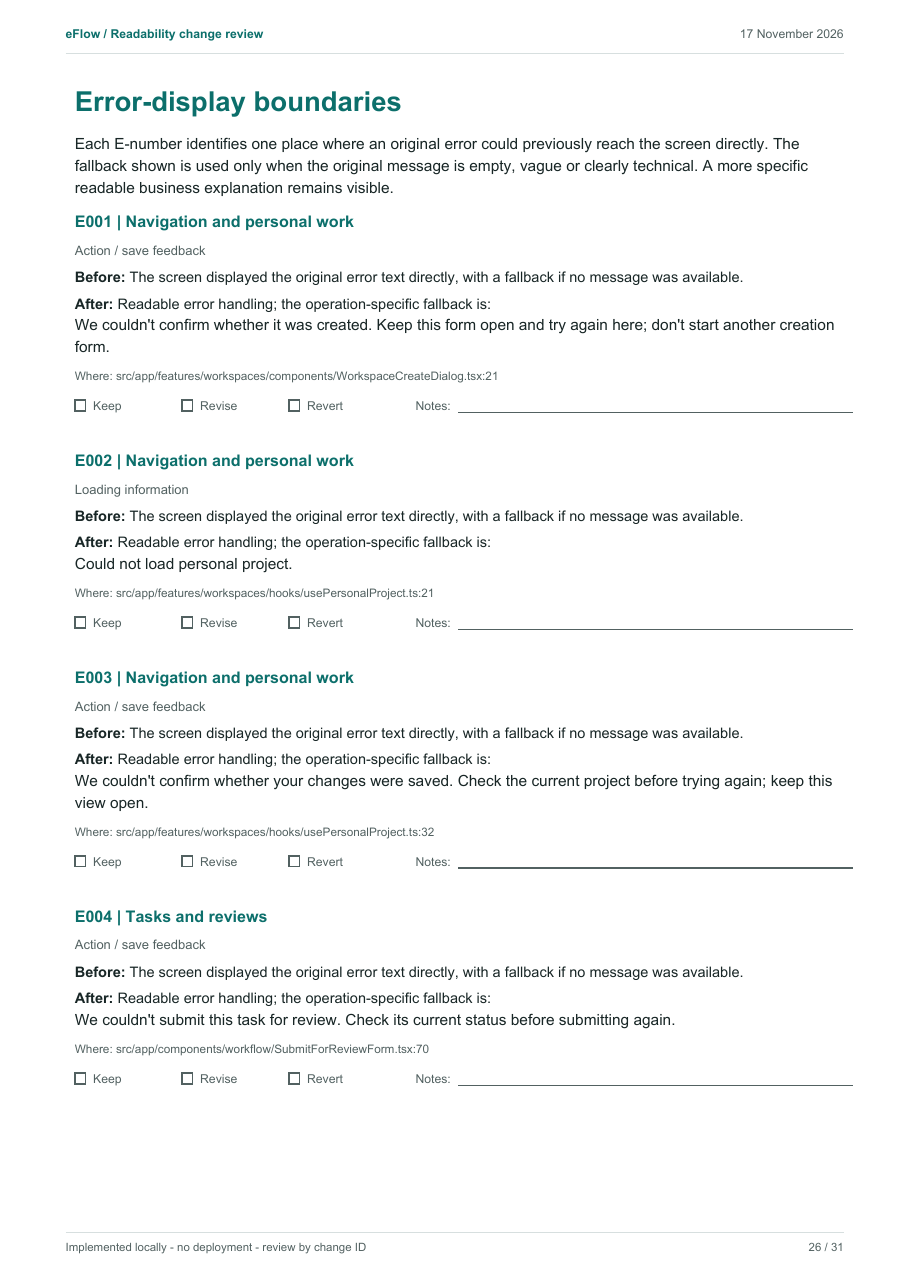 eFlow / Readability change review
17 November 2026
Error-display boundaries
Each E-number identifies one place where an original error could previously reach the screen directly. The
fallback shown is used only when the original message is empty, vague or clearly technical. A more specific
readable business explanation remains visible.
E001 | Navigation and personal work
Action / save feedback
Before: The screen displayed the original error text directly, with a fallback if no message was available.
After: Readable error handling; the operation-specific fallback is:
We couldn't confirm whether it was created. Keep this form open and try again here; don't start another creation
form.
Where: src/app/features/workspaces/components/WorkspaceCreateDialog.tsx:21
Keep Revise Revert Notes:
E002 | Navigation and personal work
Loading information
Before: The screen displayed the original error text directly, with a fallback if no message was available.
After: Readable error handling; the operation-specific fallback is:
Could not load personal project.
Where: src/app/features/workspaces/hooks/usePersonalProject.ts:21
Keep Revise Revert Notes:
E003 | Navigation and personal work
Action / save feedback
Before: The screen displayed the original error text directly, with a fallback if no message was available.
After: Readable error handling; the operation-specific fallback is:
We couldn't confirm whether your changes were saved. Check the current project before trying again; keep this
view open.
Where: src/app/features/workspaces/hooks/usePersonalProject.ts:32
Keep Revise Revert Notes:
E004 | Tasks and reviews
Action / save feedback
Before: The screen displayed the original error text directly, with a fallback if no message was available.
After: Readable error handling; the operation-specific fallback is:
We couldn't submit this task for review. Check its current status before submitting again.
Where: src/app/components/workflow/SubmitForReviewForm.tsx:70
Keep Revise Revert Notes:
Implemented locally - no deployment - review by change ID
26 / 31